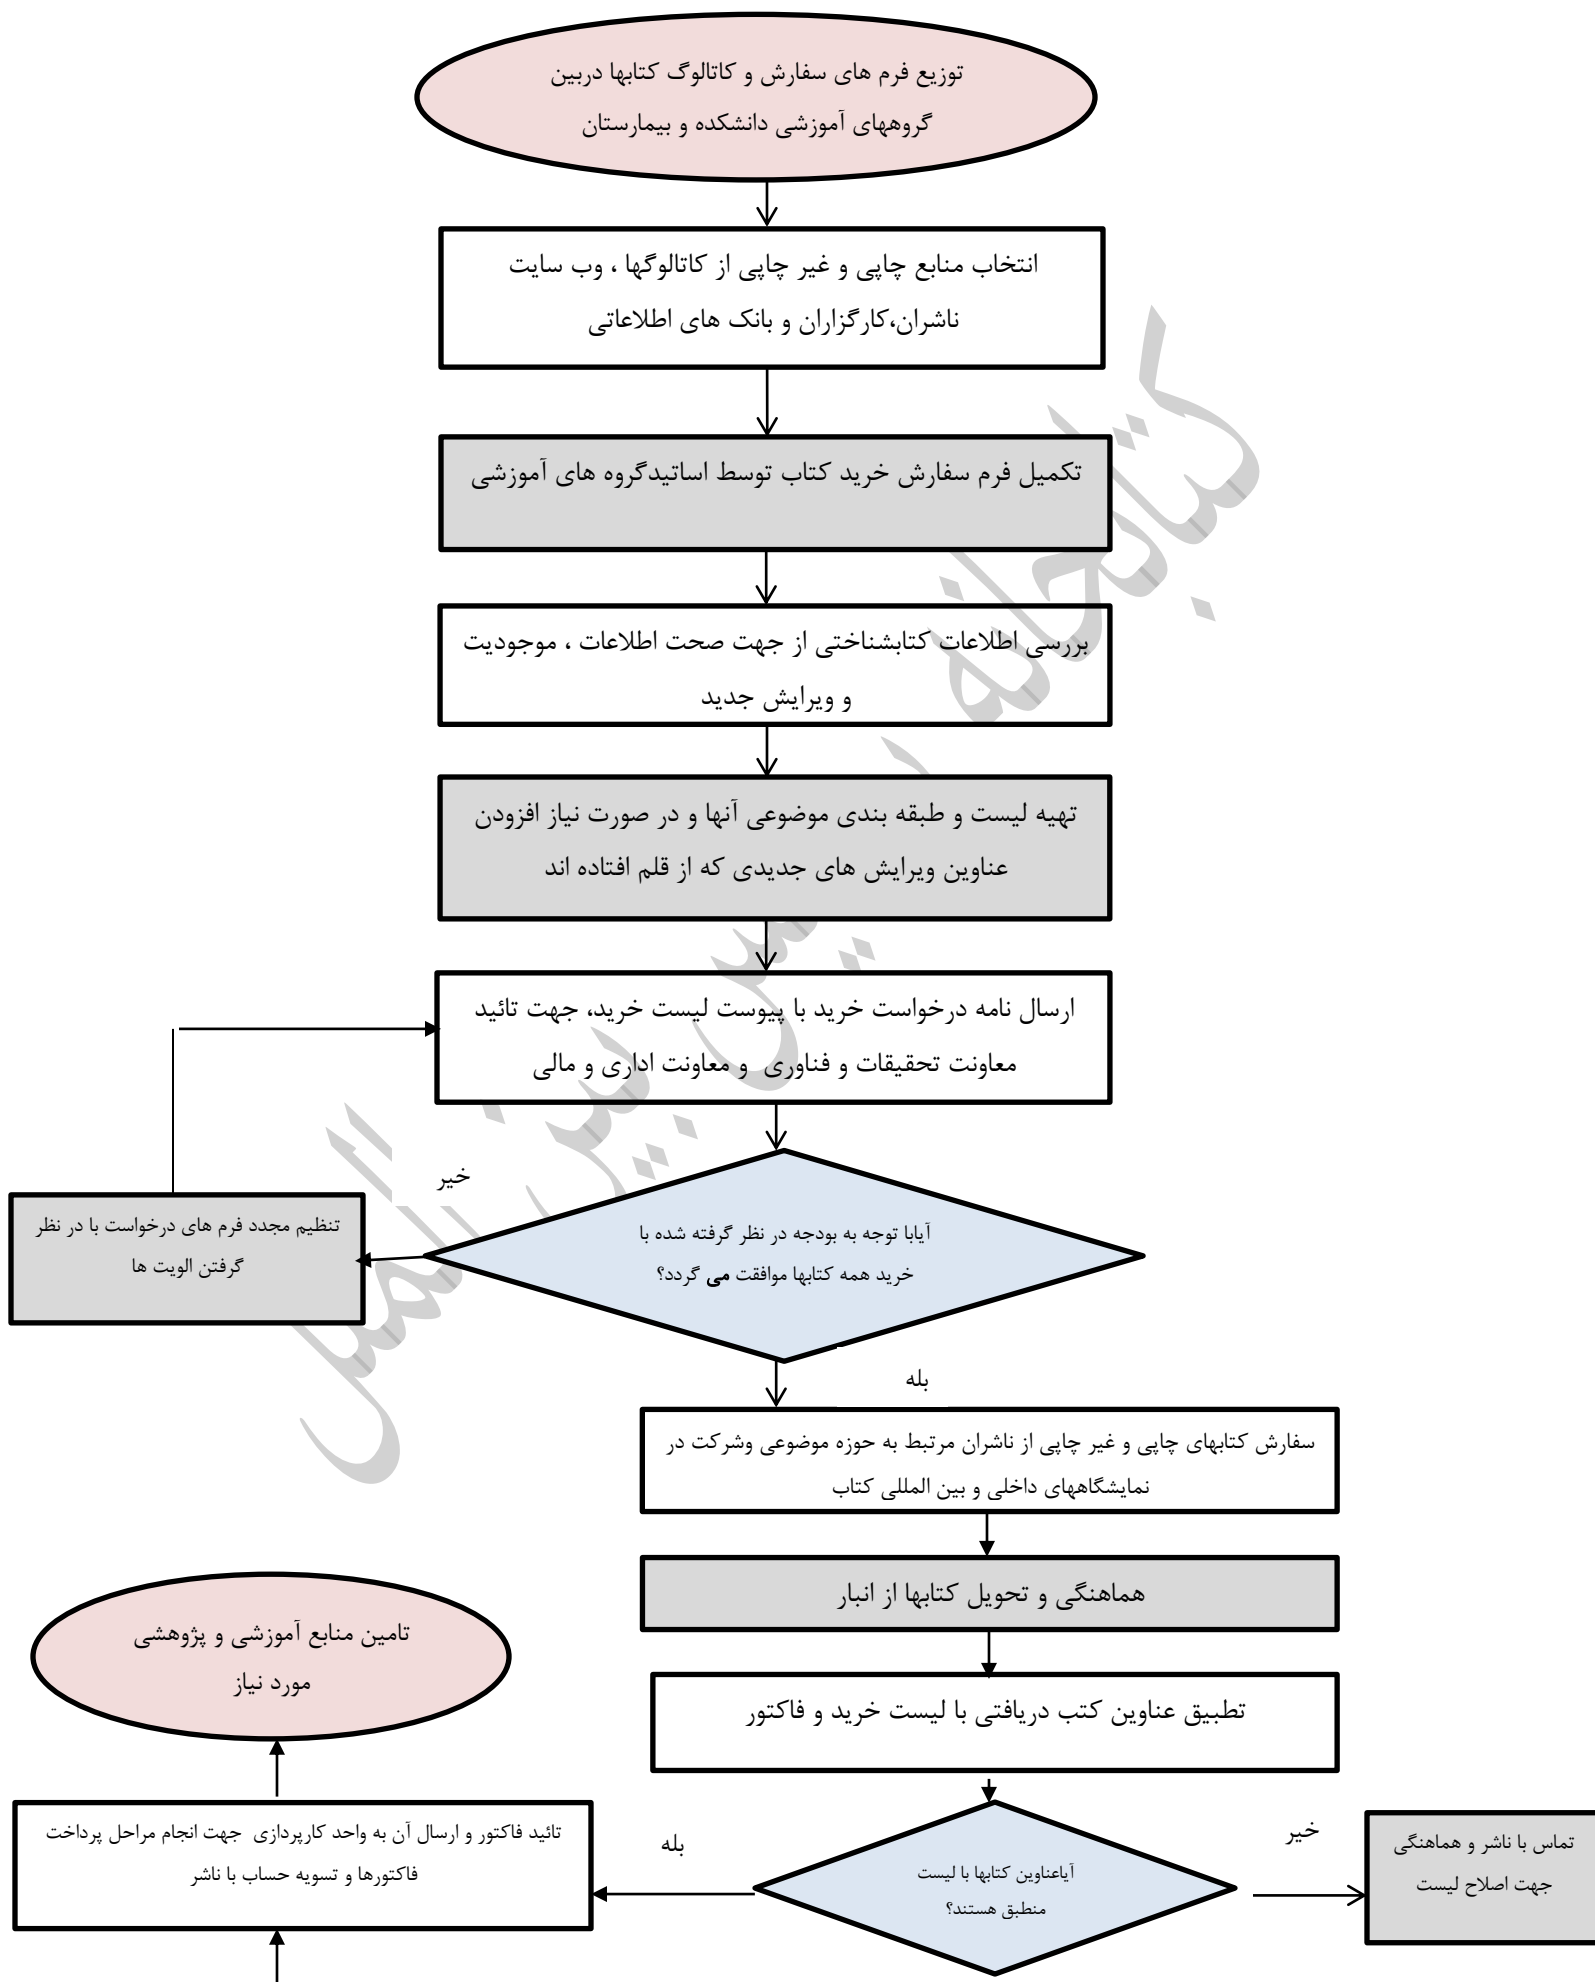 توزیع فرم های سفارش و کاتالوگ کتابها دربین
گروههای آموزشی دانشکده و بیمارستان
انتخاب منابع چاپی و غیر چاپی از کاتالوگها ، وب سایت
ناشران،کارگزاران و بانک های اطلاعاتی
تکمیل فرم سفارش خرید کتاب توسط اساتیدگروه های آموزشی
بررسی اطلاعات کتابشناختی از جهت صحت اطلاعات ، موجودیت
و ویرایش جدید
تهیه لیست و طبقه بندی موضوعی آنها و در صورت نیاز افزودن
عناوین ویرایش های جدیدی که از قلم افتاده اند
ارسال نامه درخواست خرید با پیوست لیست خرید، جهت تائید
معاونت تحقیقات و فناوری و معاونت اداری و مالی
خیر
تنظیم مجدد فرم های درخواست با در نظر
گرفتن الویت ها
آیابا توجه به بودجه در نظر گرفته شده با
خرید همه کتابها موافقت می گردد؟
بله
سفارش کتابهای چاپی و غیر چاپی از ناشران مرتبط به حوزه موضوعی وشرکت در
نمایشگاههای داخلی و بین المللی کتاب
هماهنگی و تحویل کتابها از انبار
تطبیق عناوین کتب دریافتی با لیست خرید و فاکتور
آیاعناوین کتابها با لیست
منطبق هستند؟
خیر
تماس با ناشر و هماهنگی
جهت اصلاح لیست
بله
تائید فاکتور و ارسال آن به واحد کارپردازی جهت انجام مراحل پرداخت
فاکتورها و تسویه حساب با ناشر
تامین منابع آموزشی و پژوهشی
مورد نیاز
کتابخانه
بین الملل